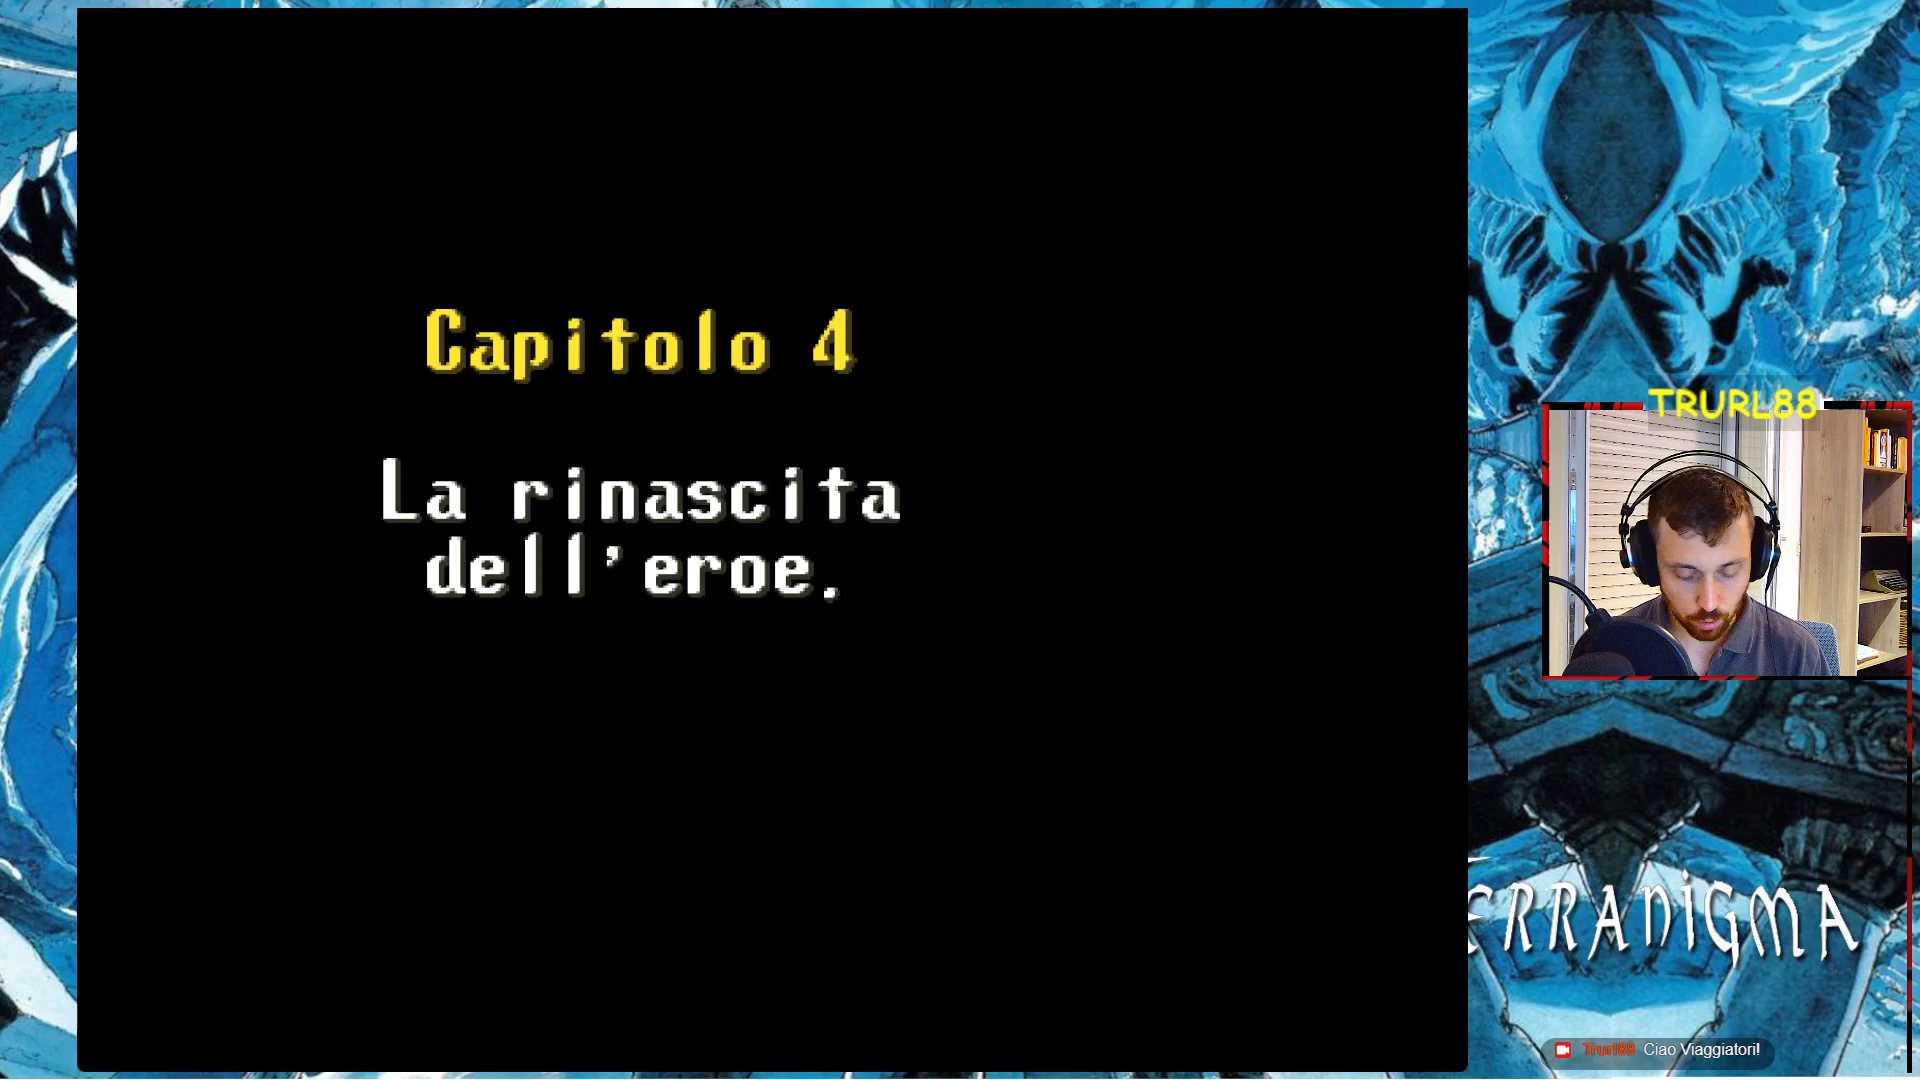 Capitolo 4
La rinascita
dell'eroe.
TRURL88
ERRANIGMA
Trurl88 Ciao Viaggiatori!